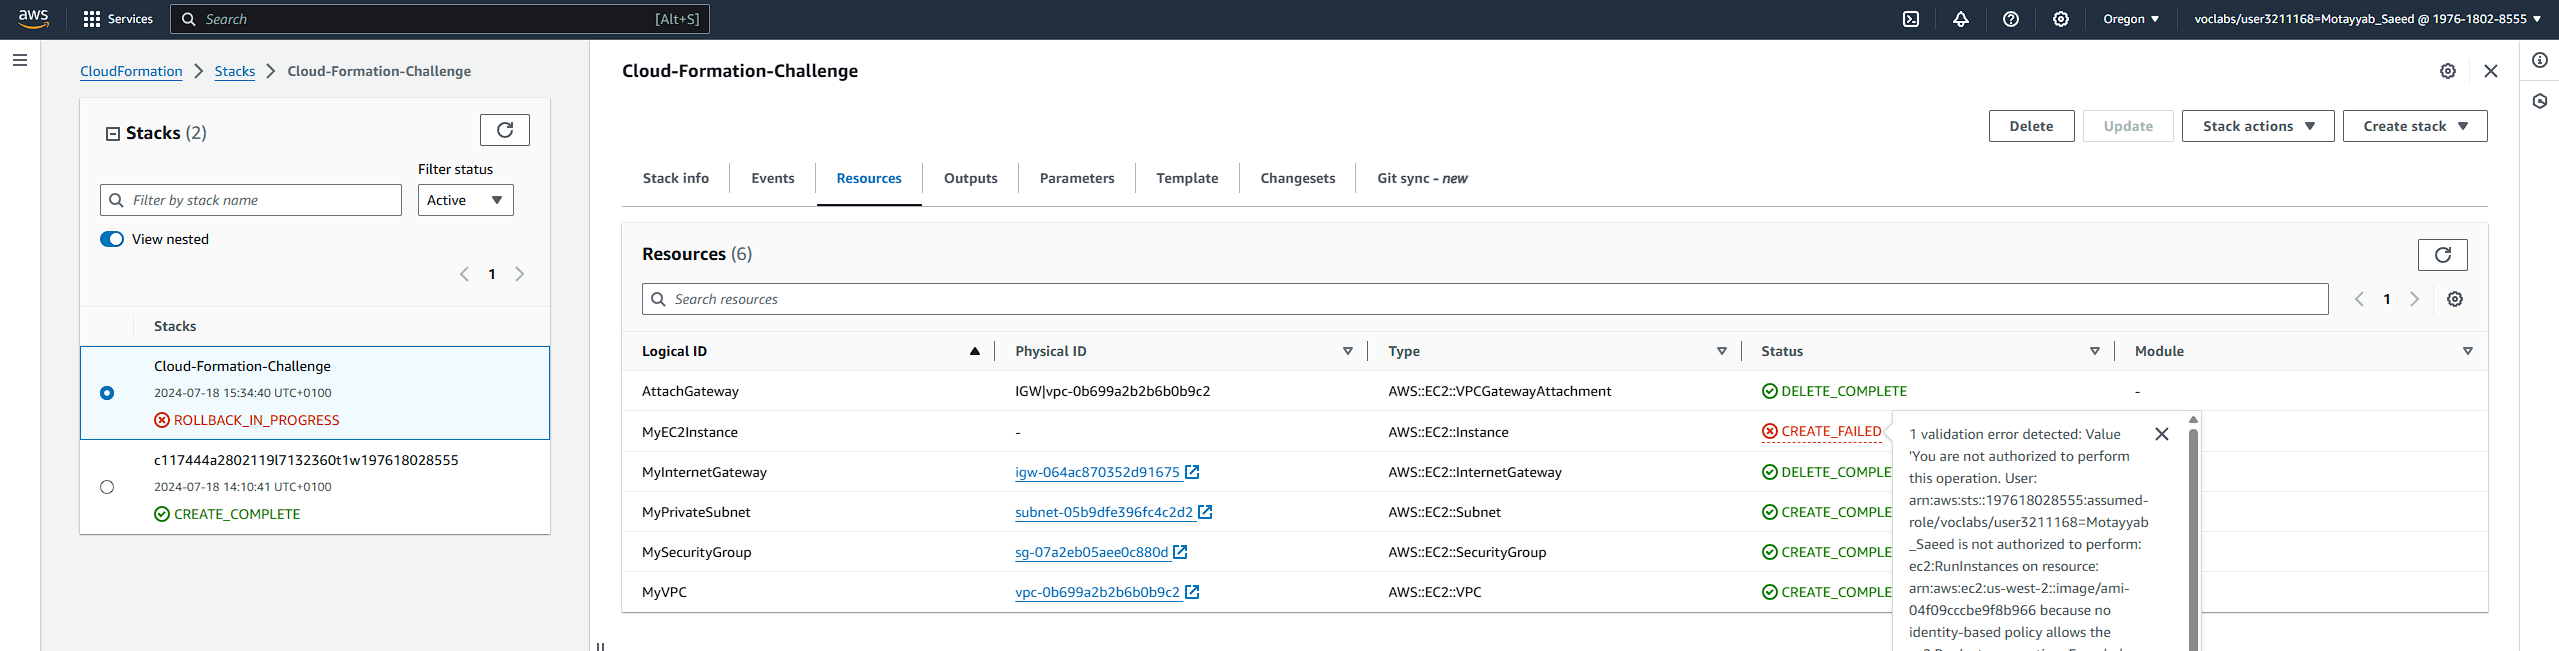 aws
Services
Search
[Alt+S]
Oregon ▼
voclabs/user3211168=Motayyab_Saeed @ 1976-1802-8555 ▼
CloudFormation > Stacks > Cloud-Formation-Challenge
Stacks (2)
Filter status
Filter by stack name
Active
View nested
1
Stacks
Cloud-Formation-Challenge
2024-07-18 15:34:40 UTC+0100
ROLLBACK_IN_PROGRESS
c117444a2802119l7132360t1w197618028555
2024-07-18 14:10:41 UTC+0100
CREATE_COMPLETE
Cloud-Formation-Challenge
Delete
Update
Stack actions
Create stack
Stack info
Events
Resources
Outputs
Parameters
Template
Changesets
Git sync - new
Resources (6)
Search resources
1
Logical ID Physical ID Type Status Module
AttachGateway IGW|vpc-0b699a2b2b6b0b9c2 AWS::EC2::VPCGatewayAttachment DELETE_COMPLETE -
MyEC2Instance - AWS::EC2::Instance CREATE_FAILED
MyInternetGateway igw-064ac870352d91675 AWS::EC2::InternetGateway DELETE_COMPLE
MyPrivateSubnet subnet-05b9dfe396fc4c2d2 AWS::EC2::Subnet CREATE_COMPLE
MySecurityGroup sg-07a2eb05aee0c880d AWS::EC2::SecurityGroup CREATE_COMPLE
MyVPC vpc-0b699a2b2b6b0b9c2 AWS::EC2::VPC CREATE_COMPLE
1 validation error detected: Value
'You are not authorized to perform
this operation. User:
arn:aws:sts::197618028555:assumed-
role/voclabs/user3211168=Motayyab
_Saeed is not authorized to perform:
ec2:RunInstances on resource:
arn:aws:ec2:us-west-2::image/ami-
04f09cccbe9f8b966 because no
identity-based policy allows the